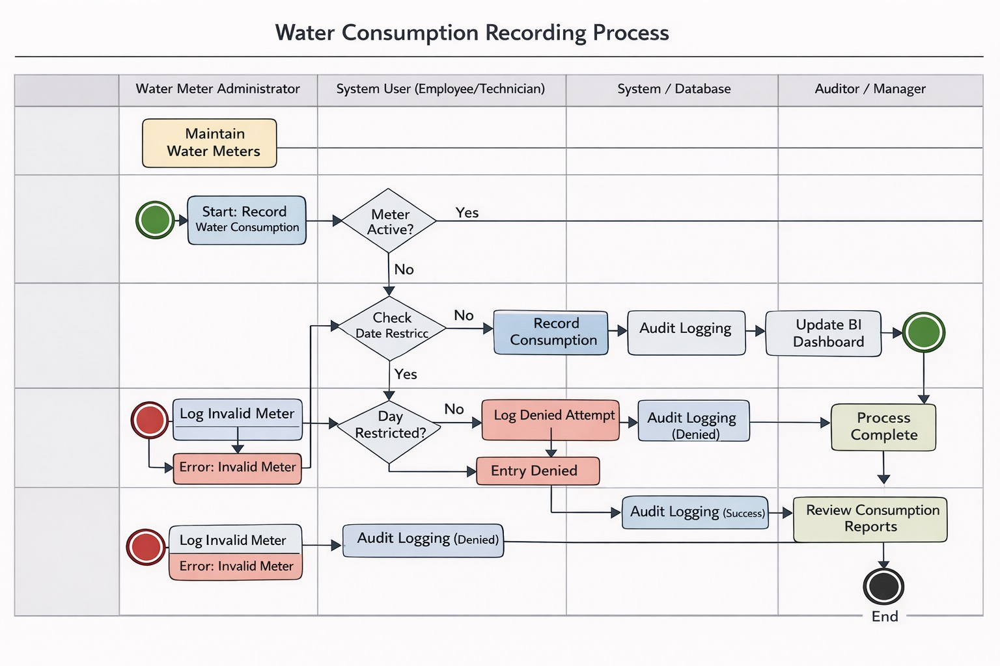 Water Consumption Recording Process
Water Meter Administrator
System User (Employee/Technician)
System / Database
Auditor / Manager
Maintain
Water Meters
Start: Record
Water Consumption
Meter
Active?
Yes
No
Check
Date Restricc
No
Record
Consumption
Audit Logging
Update BI
Dashboard
Yes
Log Invalid Meter
Error: Invalid Meter
Day
Restricted?
No
Log Denied Attempt
Entry Denied
Audit Logging
(Denied)
Process
Complete
Audit Logging (Success)
Review Consumption
Reports
Log Invalid Meter
Error: Invalid Meter
Audit Logging (Denied)
End